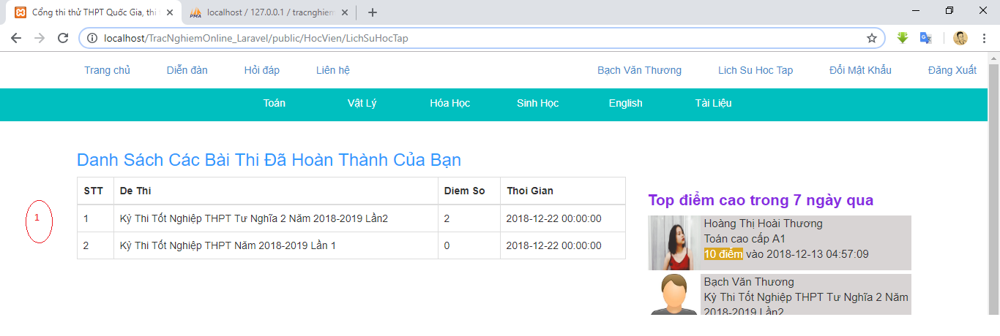 Cổng thi thử THPT Quốc Gia, thi t
localhost / 127.0.0.1 / tracnghiem
localhost/TracNghiemOnline_Laravel/public/HocVien/LichSuHocTap
Trang chủ Diễn đàn Hỏi đáp Liên hệ Bạch Văn Thương Lich Su Hoc Tap Đổi Mật Khẩu Đăng Xuất
Toán Vật Lý Hóa Học Sinh Học English Tài Liệu
Danh Sách Các Bài Thi Đã Hoàn Thành Của Bạn
STT De Thi Diem So Thoi Gian
1 Kỳ Thi Tốt Nghiệp THPT Tư Nghĩa 2 Năm 2018-2019 Lần2 2 2018-12-22 00:00:00
2 Kỳ Thi Tốt Nghiệp THPT Năm 2018-2019 Lần 1 0 2018-12-22 00:00:00
1
Top điểm cao trong 7 ngày qua
Hoàng Thị Hoài Thương
Toán cao cấp A1
10 điểm vào 2018-12-13 04:57:09
Bạch Văn Thương
Kỳ Thi Tốt Nghiệp THPT Tư Nghĩa 2 Năm
2018-2019 Lần2